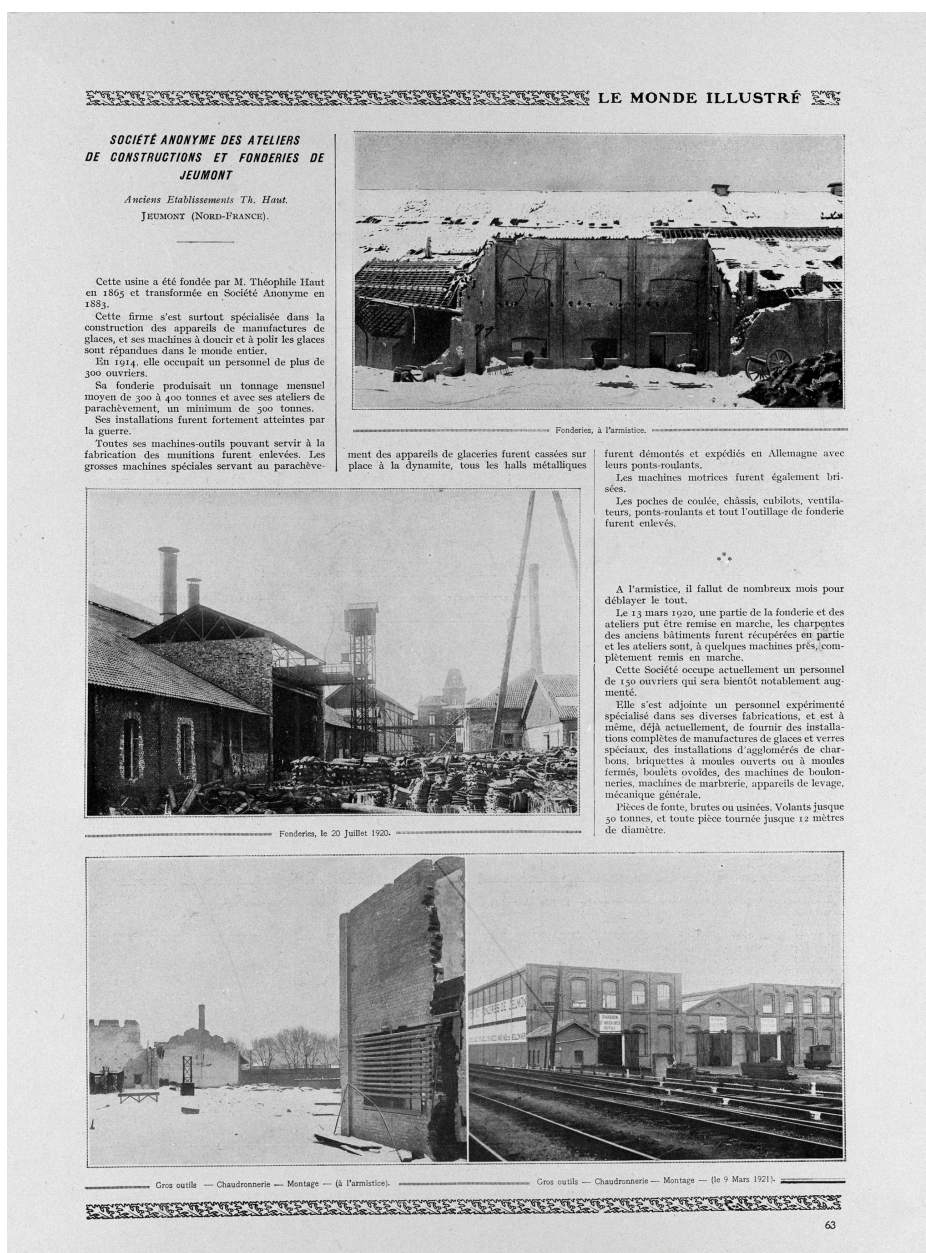 LE MONDE ILLUSTRÉ
SOCIÉTÉ ANONYME DES ATELIERS
DE CONSTRUCTIONS ET FONDERIES DE
JEUMONT
Anciens Etablissements Th. Haut.
JEUMONT (NORD-FRANCE).
Cette usine a été fondée par M. Théophile Haut
en 1865 et transformée en Société Anonyme en
1883.
Cette firme s'est surtout spécialisée dans la
construction des appareils de manufactures de
glaces, et ses machines à doucir et à polit les glaces
sont répandues dans le monde entier.
En 1914, elle occupait un personnel de plus de
300 ouvriers.
Sa fonderie produisait un tonnage mensuel
moyen de 300 à 400 tonnes et avec ses ateliers de
parachèvement, un minimum de 500 tonnes.
Ses installations furent fortement atteintes par
la guerre.
Toutes ses machines-outils pouvant servir à la
fabrication des munitions furent enlevées. Les
grosses machines spéciales servant au parachève-
Fonderies, à l'armistice.
ment des appareils de glaceries furent cassées sur
place à la dynamite, tous les halls métalliques
furent démontés et expédiés en Allemagne avec
leurs ponts-roulants.
Les machines motrices furent également bri-
sées.
Les poches de coulée, châssis, cubilots, ventila-
teurs, ponts-roulants et tout l'outillage de fonderie
furent enlevés.
A l'armistice, il fallut de nombreux mois pour
déblayer le tout.
Le 13 mars 1920, une partie de la fonderie et des
ateliers put être remise en marche, les charpentes
des anciens bâtiments furent récupérées en partie
et les ateliers sont, à quelques machines près, com-
plètement remis en marche.
Cette Société occupe actuellement un personnel
de 150 ouvriers qui sera bientôt notablement aug-
menté.
Elle s'est adjointe un personnel expérimenté
spécialisé dans ses diverses fabrications, et est à
même, déjà actuellement, de fournir des installa-
tions complètes de manufactures de glaces et verres
spéciaux, des installations d'agglomérés de char-
bons, briquettes à moules ouverts ou à moules
fermés, boulets ovoïdes, des machines de boulon-
neries, machines de marbrerie, appareils de levage,
mécanique générale.
Pièces de fonte, brutes ou usinées. Volants jusque
50 tonnes, et toute pièce tournée jusque 12 mètres
de diamètre.
Fonderies, le 20 Juillet 1920.
Gros outils — Chaudronnerie — Montage — (à l'armistice).
Gros outils — Chaudronnerie — Montage — (le 9 Mars 1921).
63